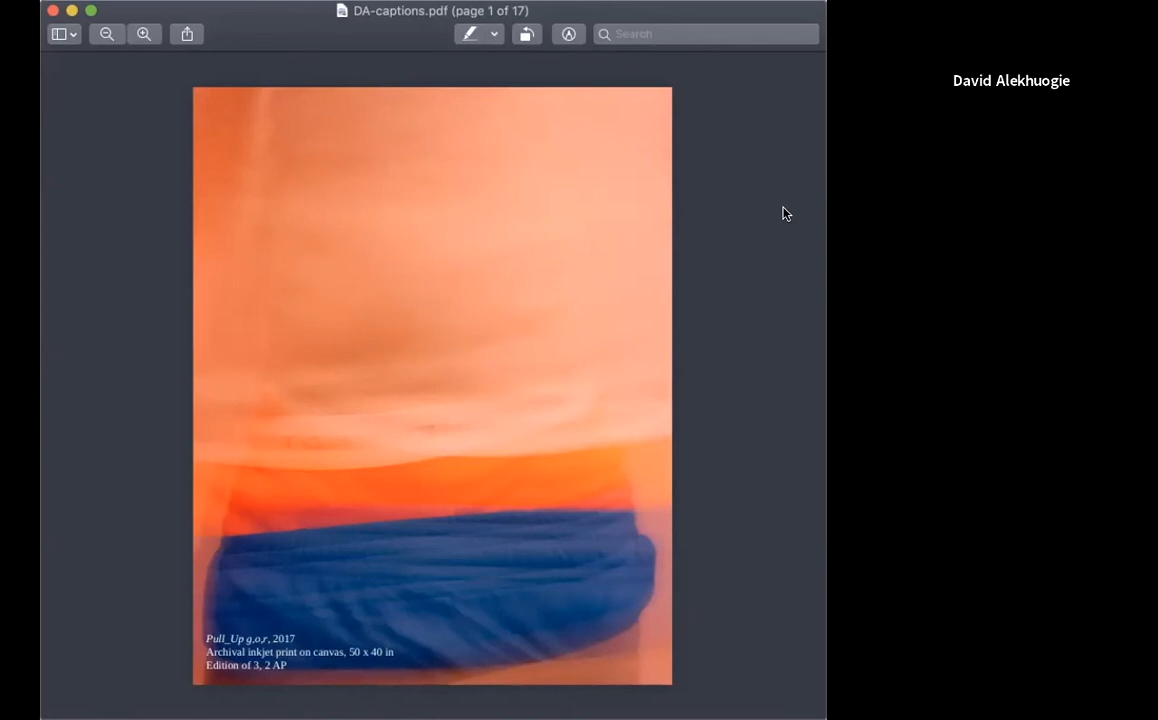 DA-captions.pdf (page 1 of 17)
Search
David Alekhuogie
Pull_Up g,o,r, 2017
Archival inkjet print on canvas, 50 x 40 in
Edition of 3, 2 AP